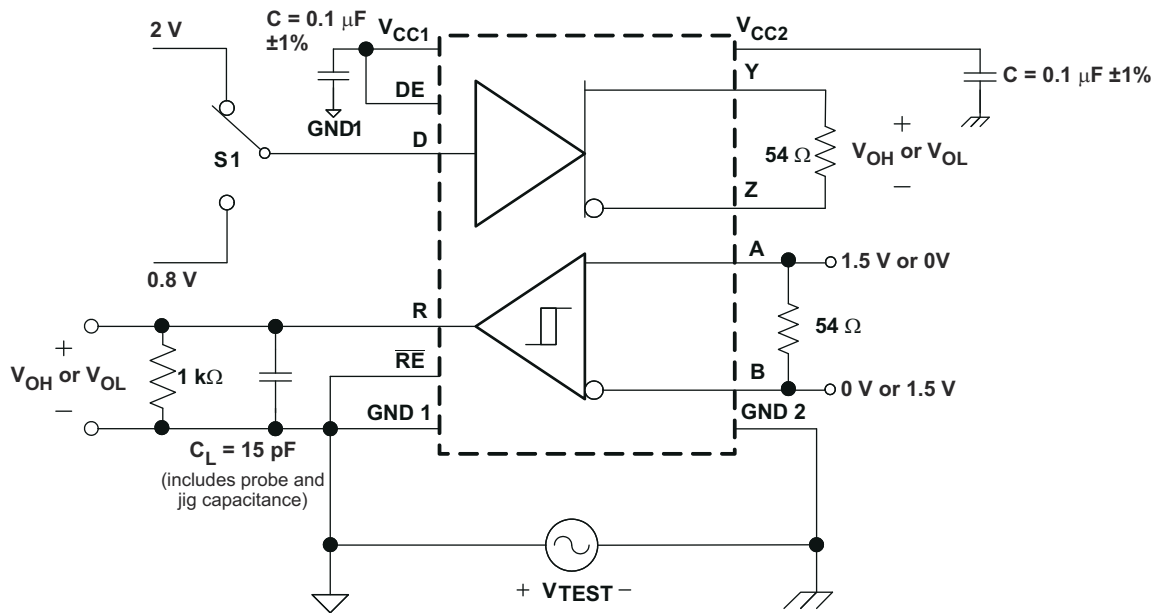 2 V
C = 0.1 μF
±1%
VCC1
VCC2
DE
GND1
Y
C = 0.1 μF ±1%
S1
D
54 Ω
+
VOH or VOL
–
Z
0.8 V
A
1.5 V or 0V
R
54 Ω
+
VOH or VOL
–
1 kΩ
RE
B
0 V or 1.5 V
GND 1
GND 2
CL = 15 pF
(includes probe and
jig capacitance)
+ VTEST –